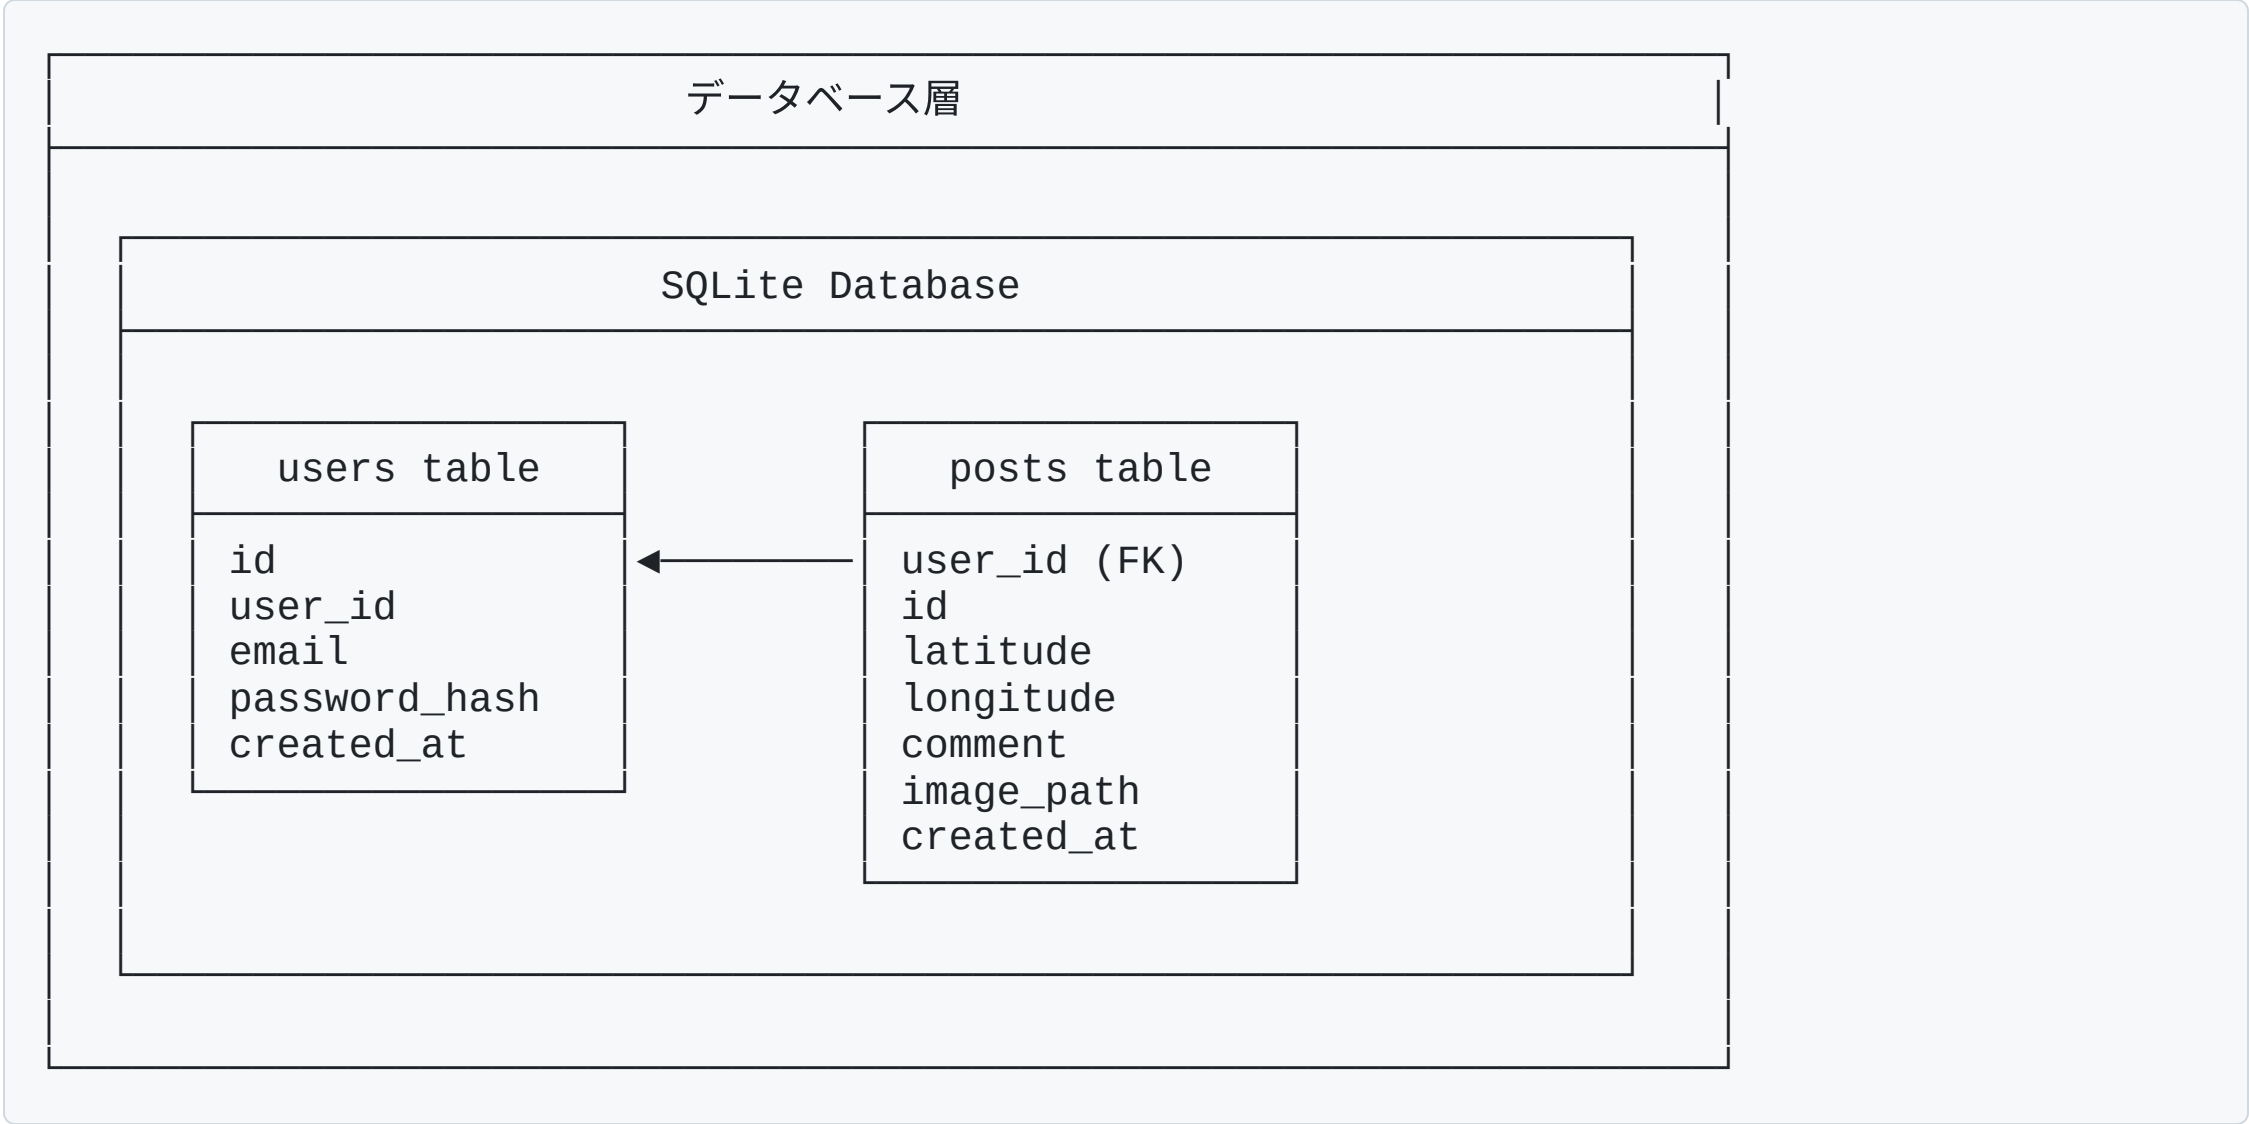 データベース層
SQLite Database
users table
id
user_id
email
password_hash
created_at
posts table
user_id (FK)
id
latitude
longitude
comment
image_path
created_at